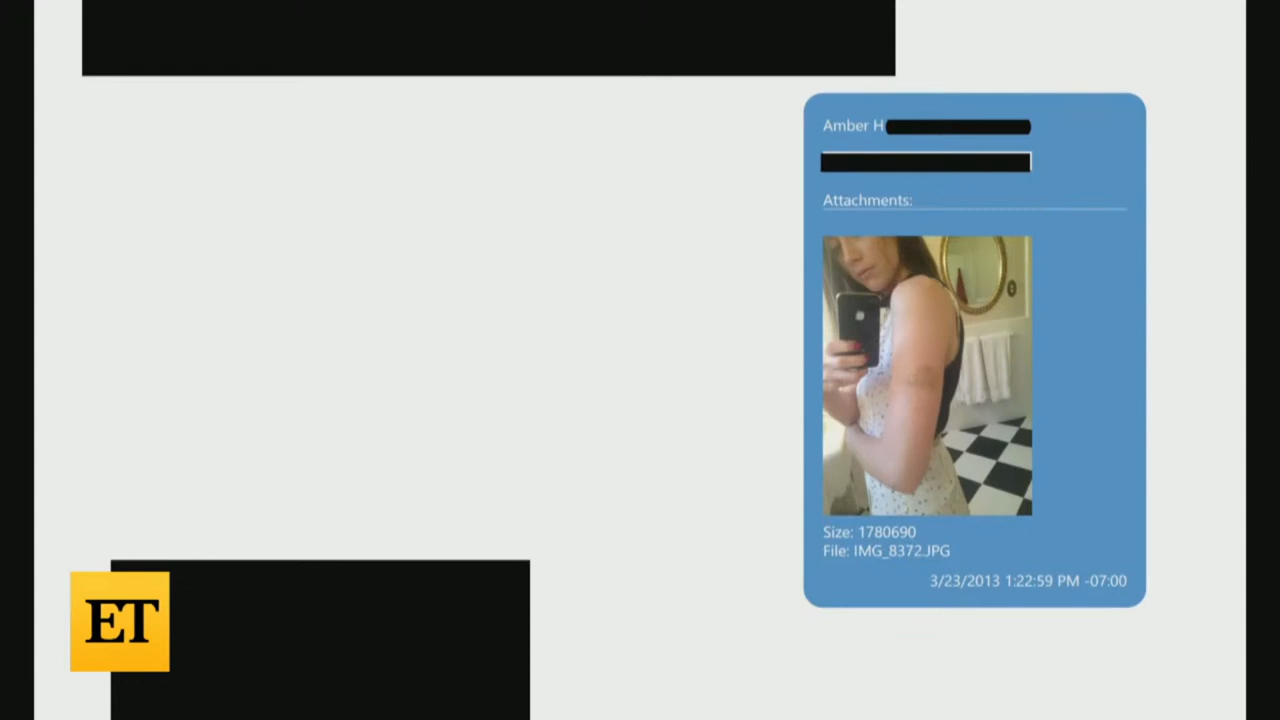 Amber H
Attachments:
Size: 1780690
File: IMG_8372.JPG
3/23/2013 1:22:59 PM -07:00
ET